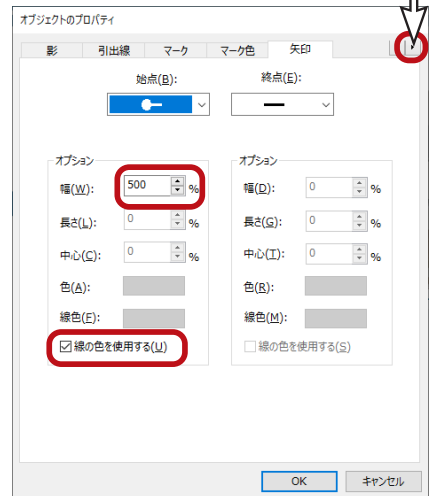 オブジェクトのプロパティ
影 引出線 マーク マーク色 矢印
始点(B): 終点(E):
オプション オプション
幅(W): 500 % 幅(D): 0 %
長さ(L): 0 % 長さ(G): 0 %
中心(C): 0 % 中心(T): 0 %
色(A): 色(R):
線色(F): 線色(M):
線の色を使用する(U) 線の色を使用する(S)
OK キャンセル